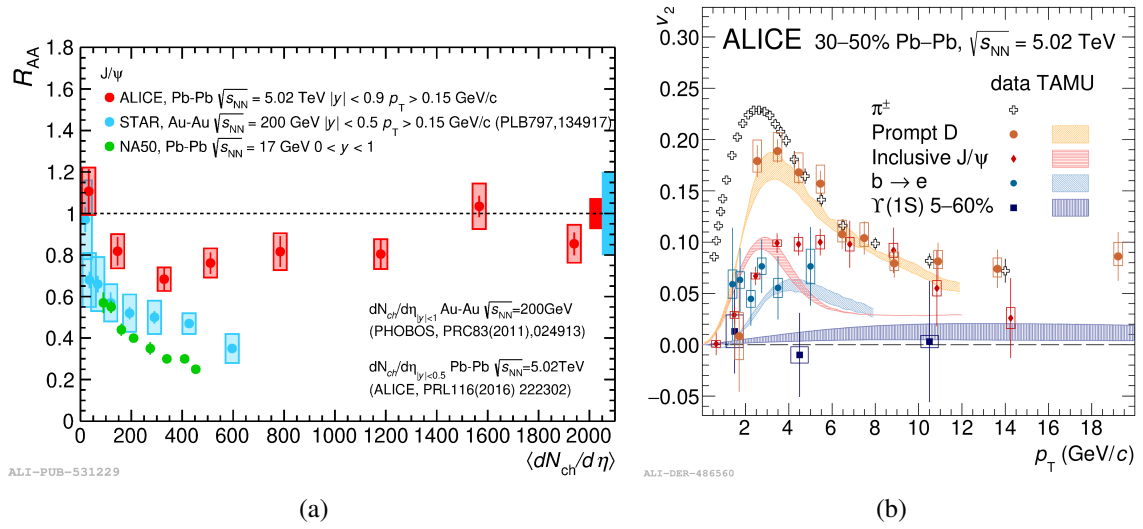 R_AA
1.8
1.6
1.4
1.2
1
0.8
0.6
0.4
0.2
0
J/ψ
ALICE, Pb-Pb √s_NN = 5.02 TeV |y| < 0.9 p_T > 0.15 GeV/c
STAR, Au-Au √s_NN = 200 GeV |y| < 0.5 p_T > 0.15 GeV/c (PLB797,134917)
NA50, Pb-Pb √s_NN = 17 GeV 0 < y < 1
dN_ch/dη_|y|<1 Au-Au √s_NN=200GeV
(PHOBOS, PRC83(2011),024913)
dN_ch/dη_|y|<0.5 Pb-Pb √s_NN=5.02TeV
(ALICE, PRL116(2016) 222302)
0 200 400 600 800 1000 1200 1400 1600 1800 2000
⟨dN_ch/dη⟩
ALI-PUB-531229
(a)
v_2
0.30
0.25
0.20
0.15
0.10
0.05
0.00
−0.05
ALICE 30–50% Pb–Pb, √s_NN = 5.02 TeV
data TAMU
π±
Prompt D
Inclusive J/ψ
b → e
ϒ(1S) 5–60%
2 4 6 8 10 12 14 16 18
p_T (GeV/c)
ALI-DER-486560
(b)